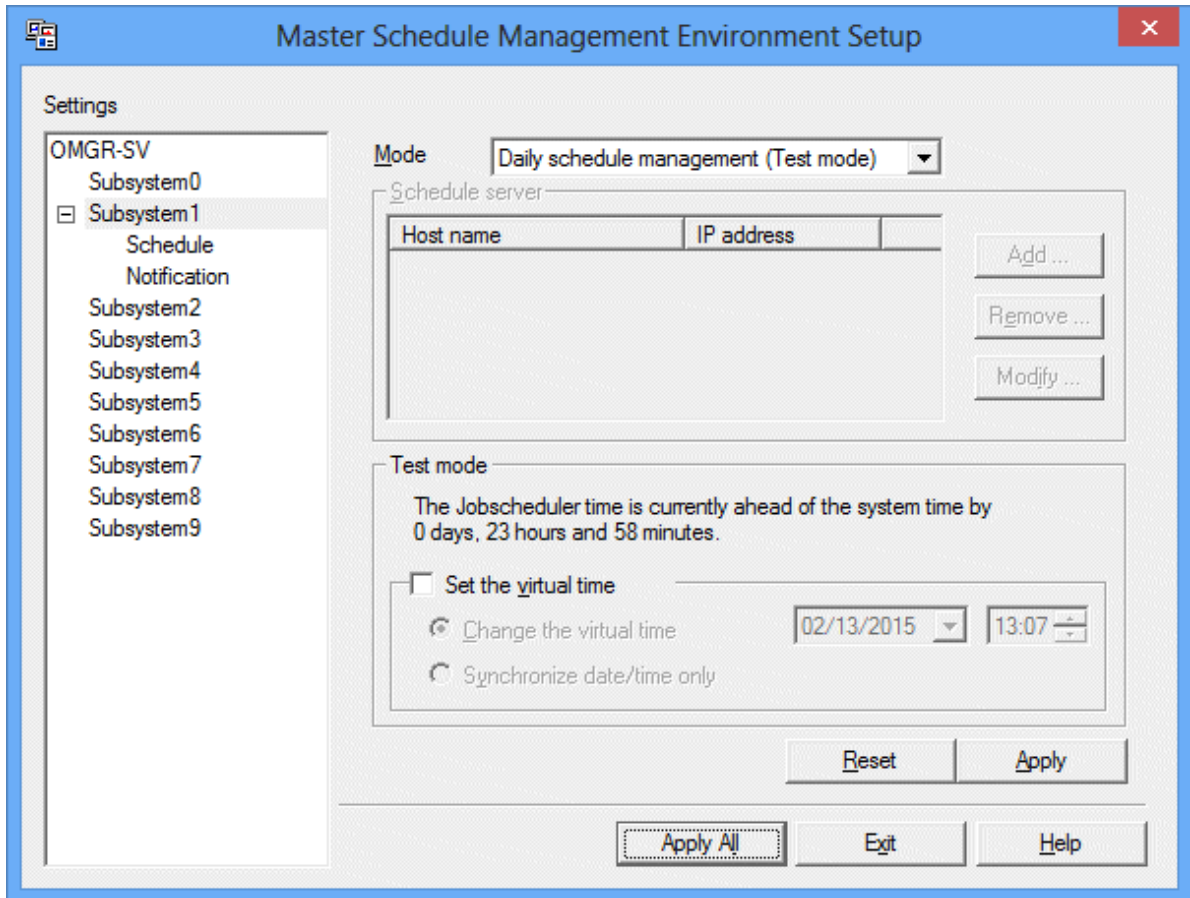 Master Schedule Management Environment Setup
Settings
OMGR-SV
Subsystem0
Subsystem1
Schedule
Notification
Subsystem2
Subsystem3
Subsystem4
Subsystem5
Subsystem6
Subsystem7
Subsystem8
Subsystem9
Mode
Daily schedule management (Test mode)
Schedule server
Host name IP address
Add ...
Remove ...
Modify ...
Test mode
The Jobscheduler time is currently ahead of the system time by
0 days, 23 hours and 58 minutes.
Set the virtual time
Change the virtual time 02/13/2015 13:07
Synchronize date/time only
Reset Apply
Apply All Exit Help